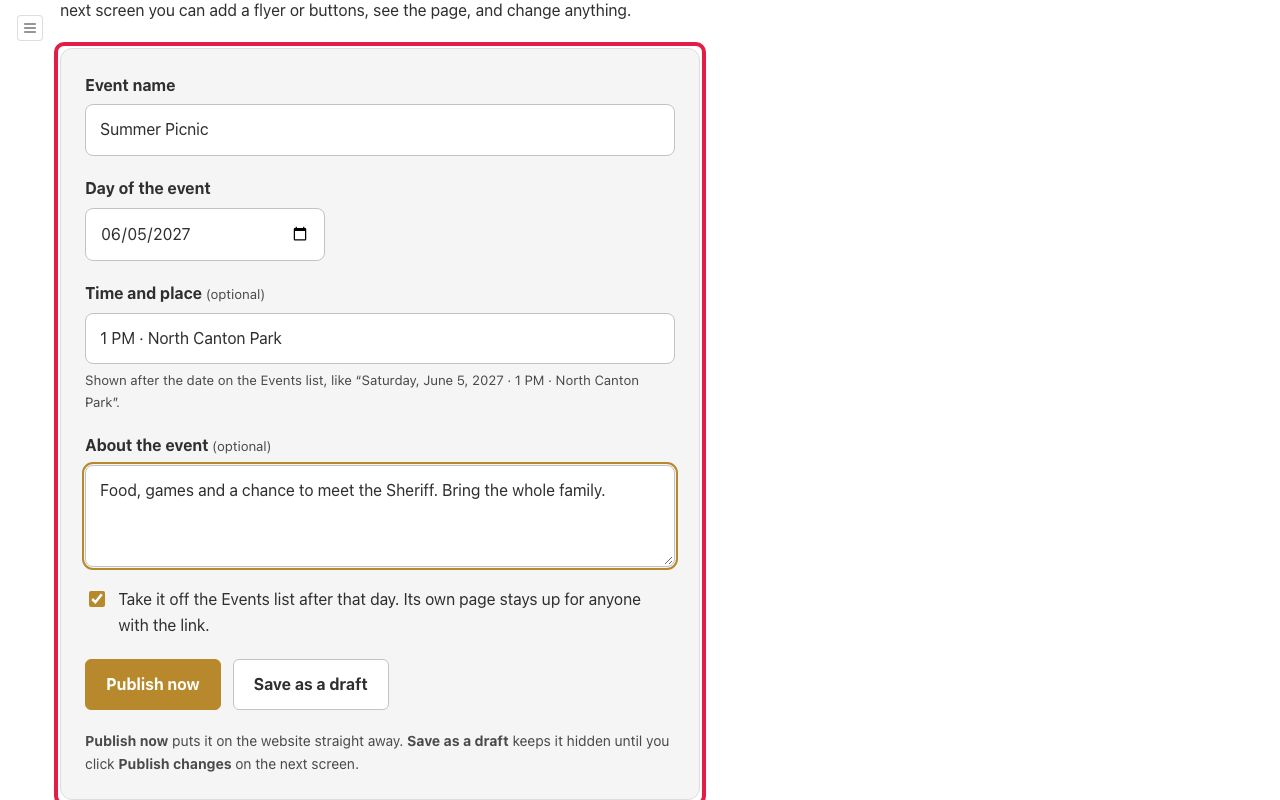 next screen you can add a flyer or buttons, see the page, and change anything.
Event name
Summer Picnic
Day of the event
06/05/2027
Time and place (optional)
1 PM · North Canton Park
Shown after the date on the Events list, like “Saturday, June 5, 2027 · 1 PM · North Canton
Park”.
About the event (optional)
Food, games and a chance to meet the Sheriff. Bring the whole family.
Take it off the Events list after that day. Its own page stays up for anyone
with the link.
Publish now
Save as a draft
Publish now puts it on the website straight away. Save as a draft keeps it hidden until you
click Publish changes on the next screen.